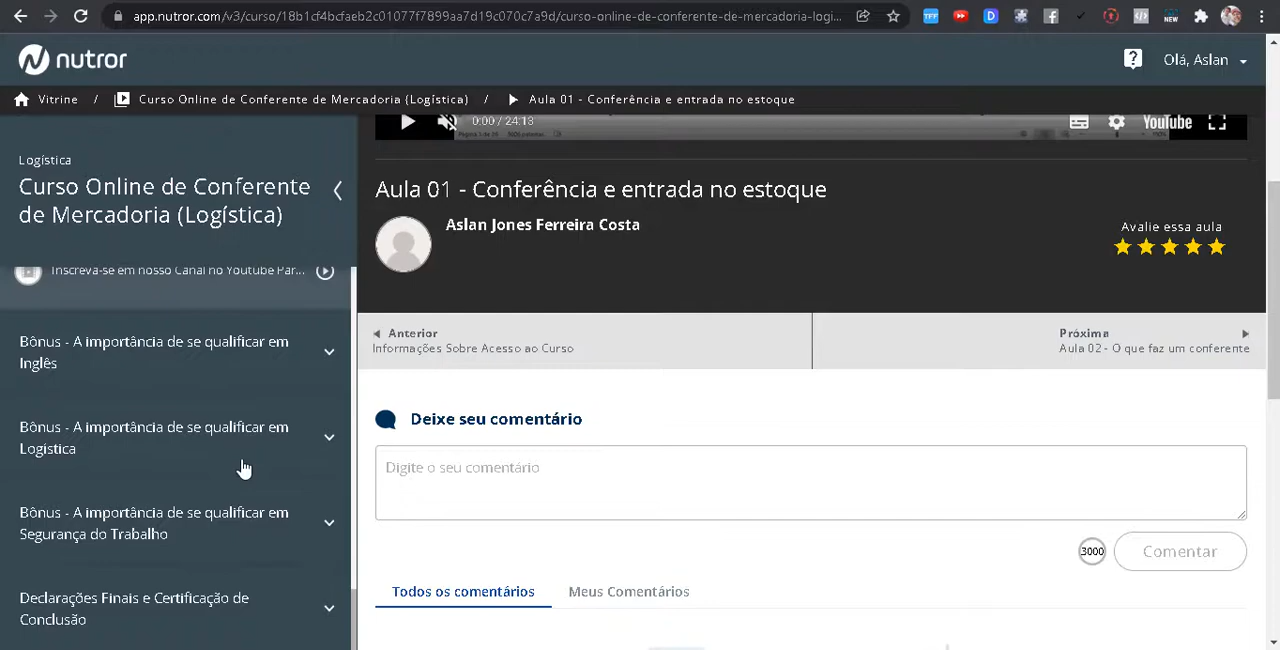 app.nutror.com/v3/curso/18b1cf4bcfaeb2c01077f7899aa7d19c070c7a9d/curso-online-de-conferente-de-mercadoria-logi...
TFF
D
NEW
nutror
?
Olá, Aslan
Vitrine / Curso Online de Conferente de Mercadoria (Logística) / Aula 01 - Conferência e entrada no estoque
0:00 / 24:13
YouTube
Logística
Curso Online de Conferente
de Mercadoria (Logística)
Inscreva-se em nosso Canal no Youtube Par...
Bônus - A importância de se qualificar em
Inglês
Bônus - A importância de se qualificar em
Logística
Bônus - A importância de se qualificar em
Segurança do Trabalho
Declarações Finais e Certificação de
Conclusão
Aula 01 - Conferência e entrada no estoque
Aslan Jones Ferreira Costa
Avalie essa aula
Anterior
Informações Sobre Acesso ao Curso
Próxima
Aula 02 - O que faz um conferente
Deixe seu comentário
Digite o seu comentário
3000
Comentar
Todos os comentários
Meus Comentários